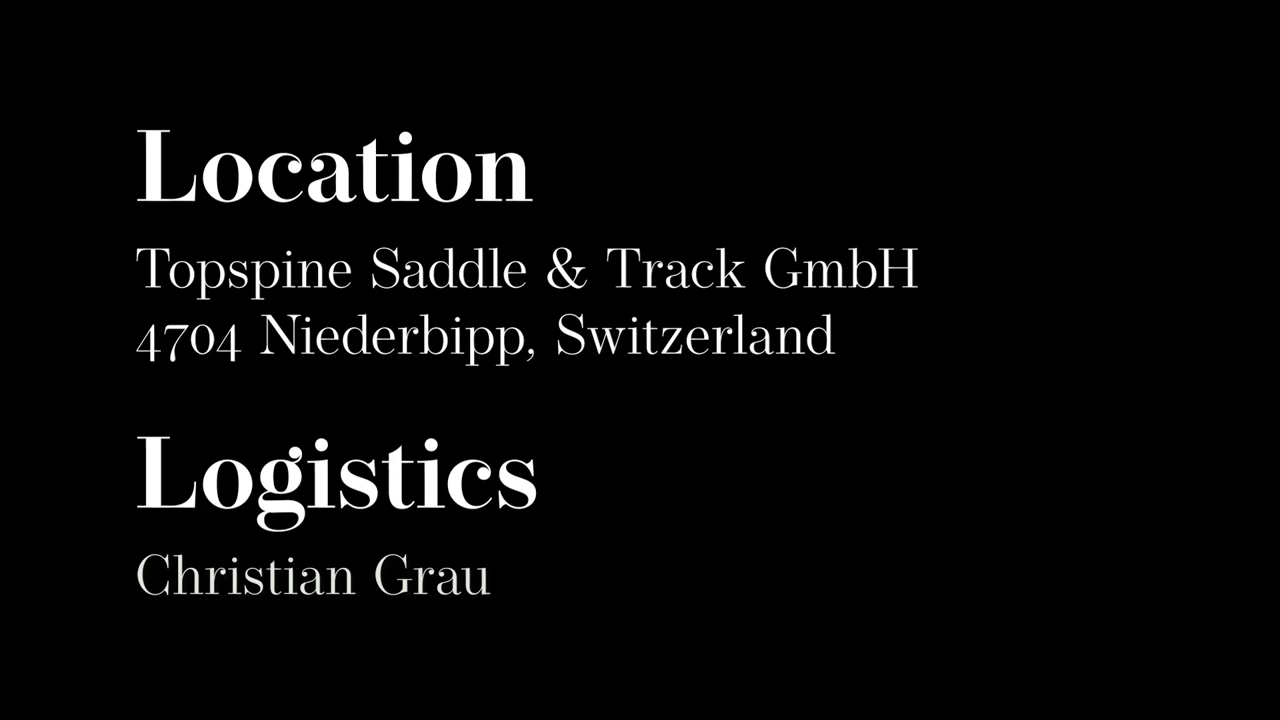 Location
Topspine Saddle & Track GmbH
4704 Niederbipp, Switzerland
Logistics
Christian Grau